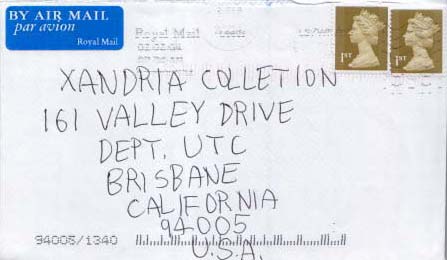 BY AIR MAIL
par avion
Royal Mail
Royal Mail
1ST
1ST
XANDRIA COLLETION
161 VALLEY DRIVE
DEPT. UTC
BRISBANE
CALIFORNIA
94005
U.S.A.
94005/1340